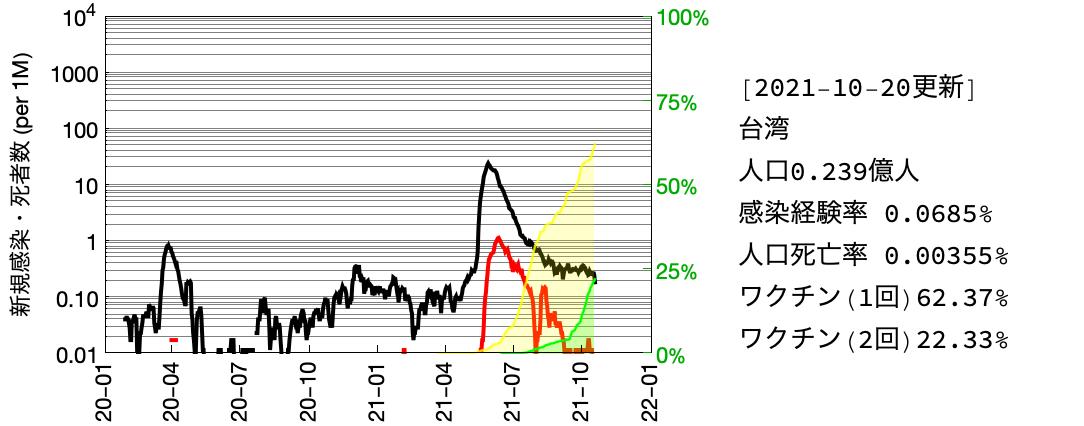 新規感染・死者数 (per 1M)
10^4
1000
100
10
1
0.10
0.01
100%
75%
50%
25%
0%
20-01
20-04
20-07
20-10
21-01
21-04
21-07
21-10
22-01
[2021-10-20更新]
台湾
人口0.239億人
感染経験率 0.0685%
人口死亡率 0.00355%
ワクチン(1回)62.37%
ワクチン(2回)22.33%